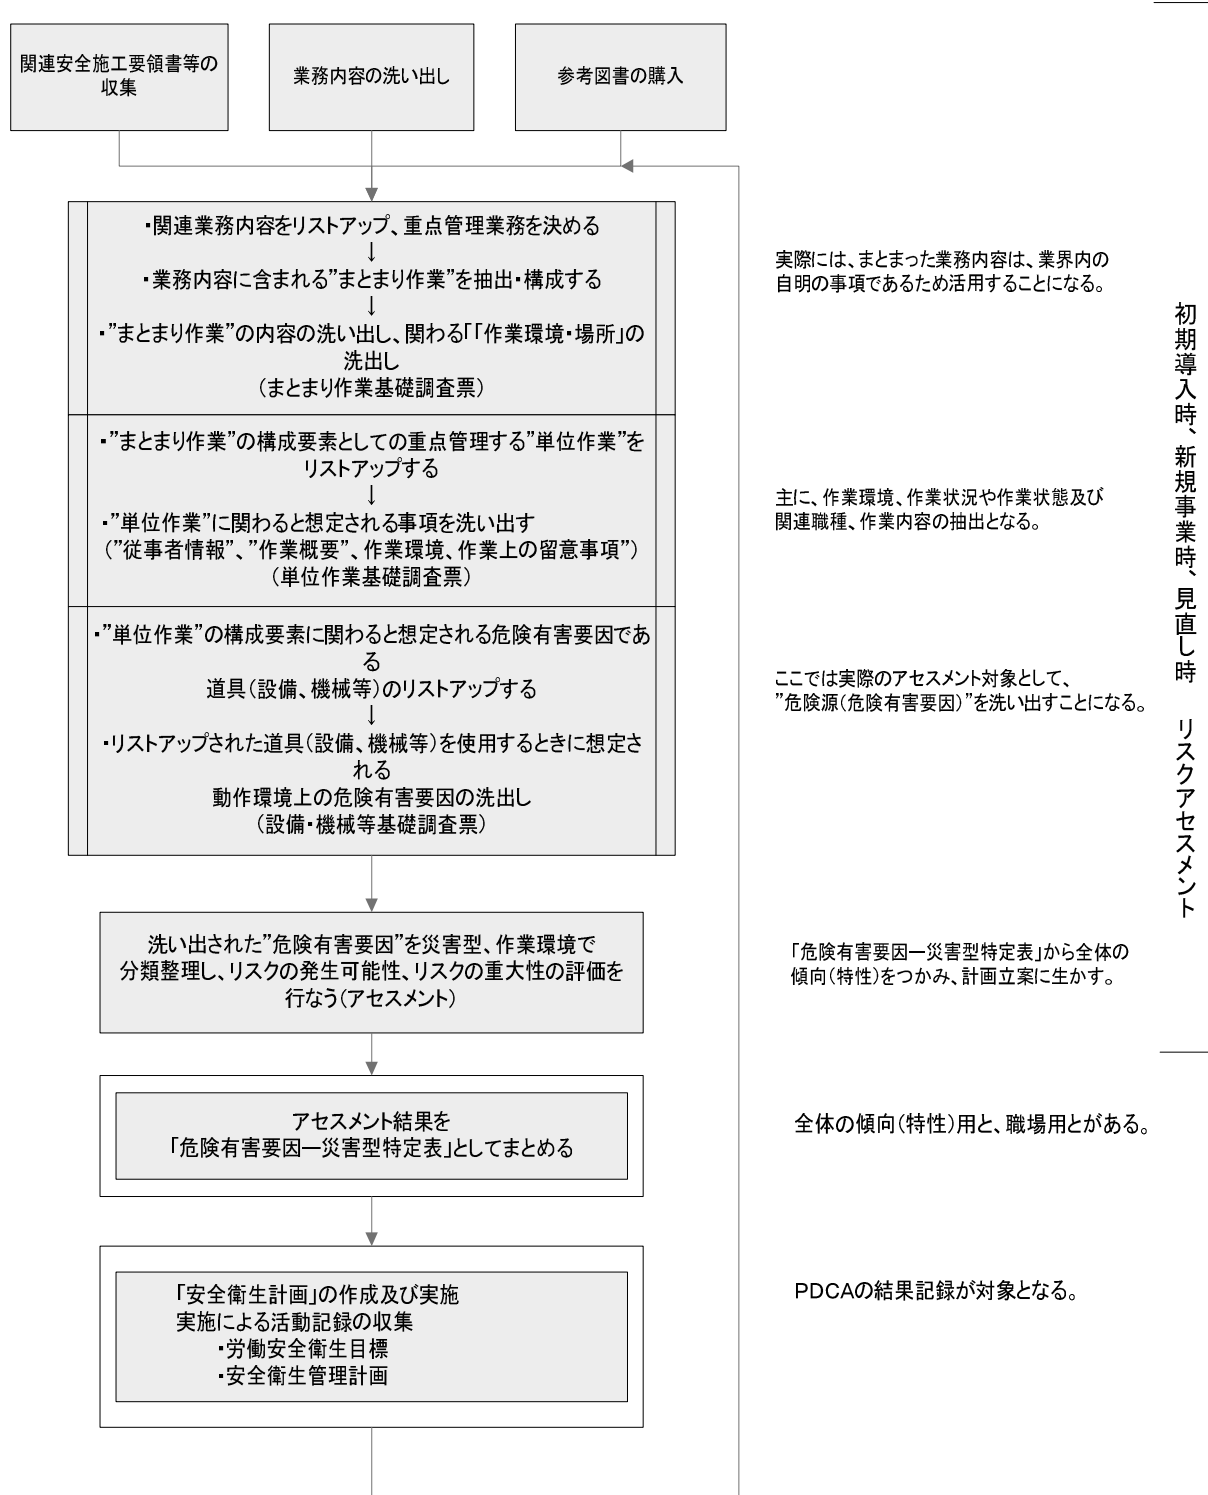 関連安全施工要領書等の
収集
業務内容の洗い出し
参考図書の購入
・関連業務内容をリストアップ、重点管理業務を決める
↓
・業務内容に含まれる”まとまり作業”を抽出・構成する
↓
・”まとまり作業”の内容の洗い出し、関わる「「作業環境・場所」の
洗出し
（まとまり作業基礎調査票）
実際には、まとまった業務内容は、業界内の
自明の事項であるため活用することになる。
・”まとまり作業”の構成要素としての重点管理する”単位作業”を
リストアップする
↓
・”単位作業”に関わると想定される事項を洗い出す
（”従事者情報”、”作業概要”、作業環境、作業上の留意事項”）
（単位作業基礎調査票）
主に、作業環境、作業状況や作業状態及び
関連職種、作業内容の抽出となる。
・”単位作業”の構成要素に関わると想定される危険有害要因であ
る
道具（設備、機械等）のリストアップする
↓
・リストアップされた道具（設備、機械等）を使用するときに想定さ
れる
動作環境上の危険有害要因の洗出し
（設備・機械等基礎調査票）
ここでは実際のアセスメント対象として、
”危険源（危険有害要因）”を洗い出すことになる。
洗い出された”危険有害要因”を災害型、作業環境で
分類整理し、リスクの発生可能性、リスクの重大性の評価を
行なう（アセスメント）
「危険有害要因―災害型特定表」から全体の
傾向（特性）をつかみ、計画立案に生かす。
アセスメント結果を
「危険有害要因―災害型特定表」としてまとめる
全体の傾向（特性）用と、職場用とがある。
「安全衛生計画」の作成及び実施
実施による活動記録の収集
・労働安全衛生目標
・安全衛生管理計画
PDCAの結果記録が対象となる。
初期導入時、新規事業時、見直し時　リスクアセスメント